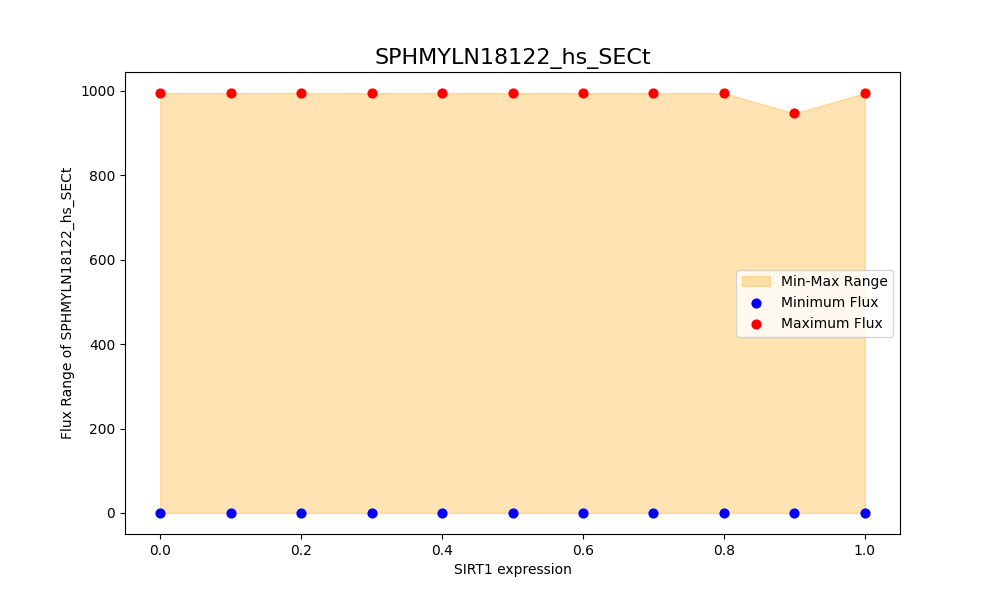 SPHMYLN18122_hs_SECt
Flux Range of SPHMYLN18122_hs_SECt
1000
800
600
400
200
0
Min-Max Range
Minimum Flux
Maximum Flux
0.0 0.2 0.4 0.6 0.8 1.0
SIRT1 expression